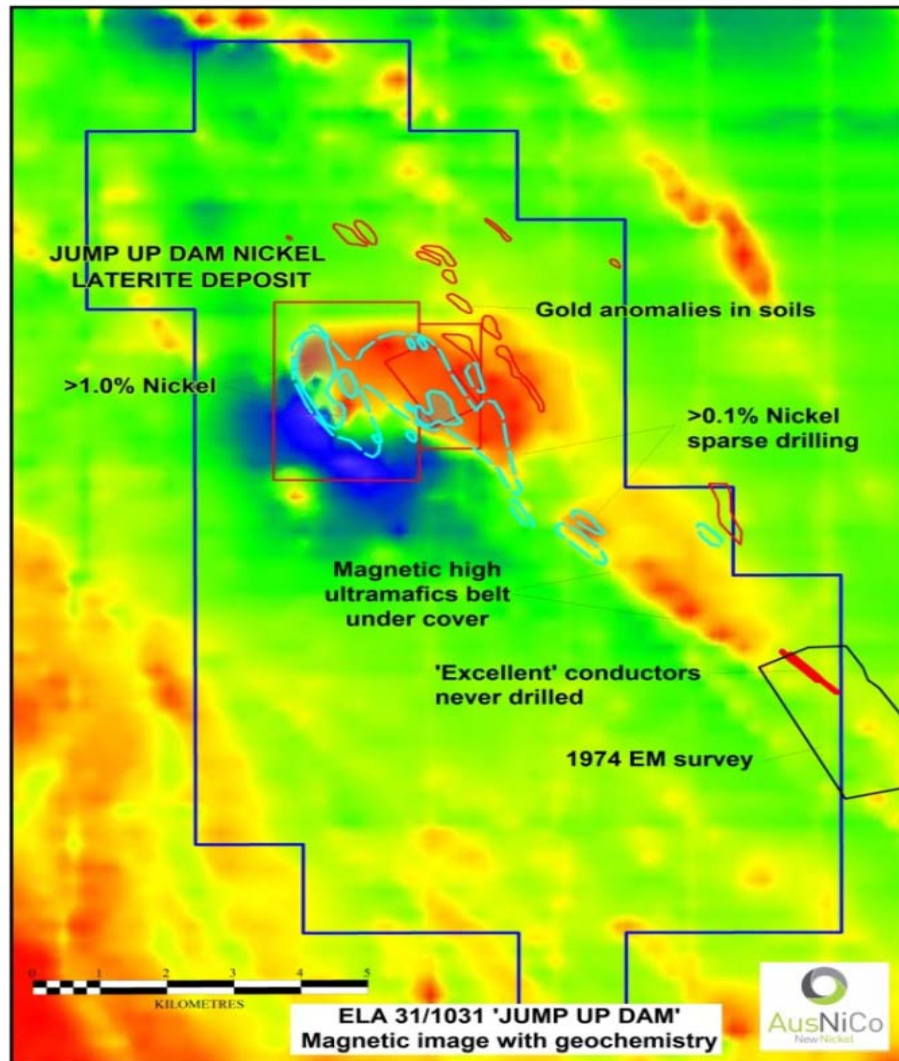 JUMP UP DAM NICKEL
LATERITE DEPOSIT
Gold anomalies in soils
>1.0% Nickel
>0.1% Nickel
sparse drilling
Magnetic high
ultramafics belt
under cover
'Excellent' conductors
never drilled
1974 EM survey
0 1 2 3 4 5
KILOMETRES
ELA 31/1031 'JUMP UP DAM'
Magnetic image with geochemistry
AusNiCo
New Nickel